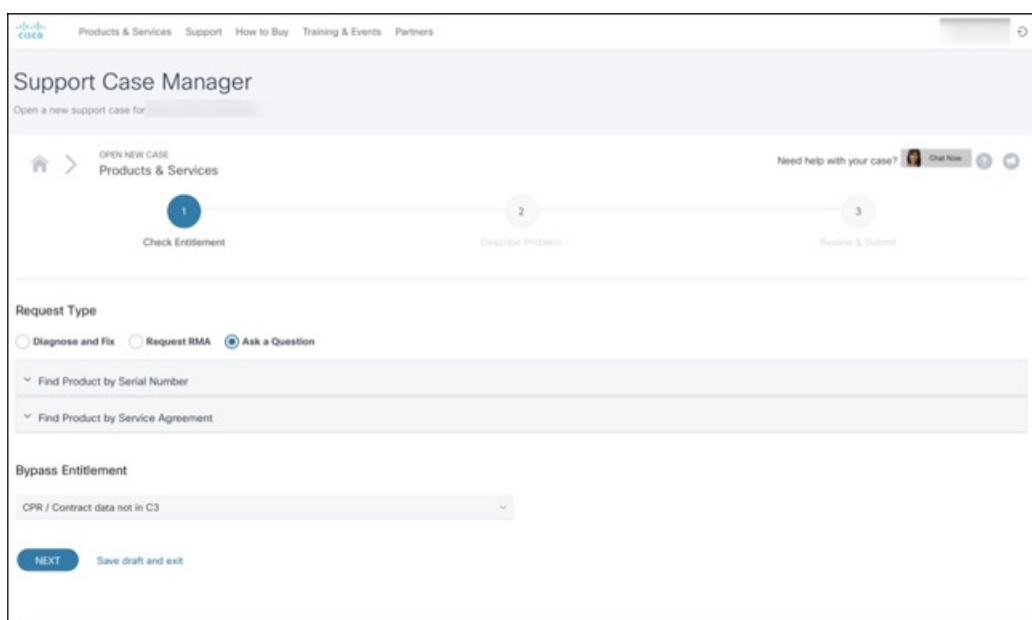 CISCO Products & Services Support How to Buy Training & Events Partners
Support Case Manager
Open a new support case for
OPEN NEW CASE
Products & Services
Need help with your case? Chat Now ?
1 2 3
Check Entitlement Describe Problem Review & Submit
Request Type
Diagnose and Fix Request RMA Ask a Question
Find Product by Serial Number
Find Product by Service Agreement
Bypass Entitlement
CPR / Contract data not in C3
NEXT Save draft and exit